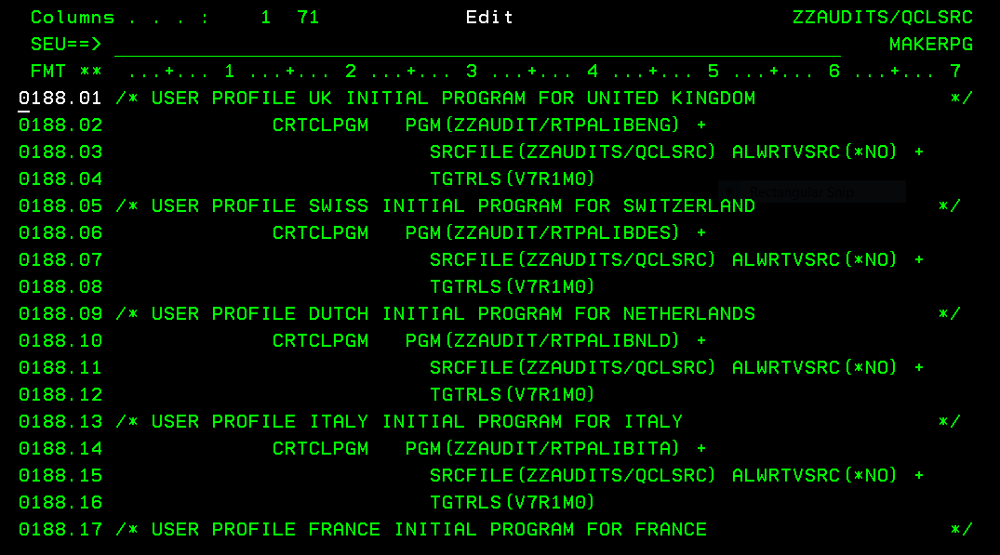 Columns . . . :    1  71            Edit                       ZZAUDITS/QCLSRC
SEU==>                                                                 MAKERPG
FMT **  ...+... 1 ...+... 2 ...+... 3 ...+... 4 ...+... 5 ...+... 6 ...+... 7
0188.01 /* USER PROFILE UK INITIAL PROGRAM FOR UNITED KINGDOM                */
0188.02              CRTCLPGM   PGM(ZZAUDIT/RTPALIBENG) +
0188.03                           SRCFILE(ZZAUDITS/QCLSRC) ALWRTVSRC(*NO) +
0188.04                           TGTRLS(V7R1M0)
Rectangular Snip
0188.05 /* USER PROFILE SWISS INITIAL PROGRAM FOR SWITZERLAND               */
0188.06              CRTCLPGM   PGM(ZZAUDIT/RTPALIBDES) +
0188.07                           SRCFILE(ZZAUDITS/QCLSRC) ALWRTVSRC(*NO) +
0188.08                           TGTRLS(V7R1M0)
0188.09 /* USER PROFILE DUTCH INITIAL PROGRAM FOR NETHERLANDS               */
0188.10              CRTCLPGM   PGM(ZZAUDIT/RTPALIBNLD) +
0188.11                           SRCFILE(ZZAUDITS/QCLSRC) ALWRTVSRC(*NO) +
0188.12                           TGTRLS(V7R1M0)
0188.13 /* USER PROFILE ITALY INITIAL PROGRAM FOR ITALY                     */
0188.14              CRTCLPGM   PGM(ZZAUDIT/RTPALIBITA) +
0188.15                           SRCFILE(ZZAUDITS/QCLSRC) ALWRTVSRC(*NO) +
0188.16                           TGTRLS(V7R1M0)
0188.17 /* USER PROFILE FRANCE INITIAL PROGRAM FOR FRANCE                    */